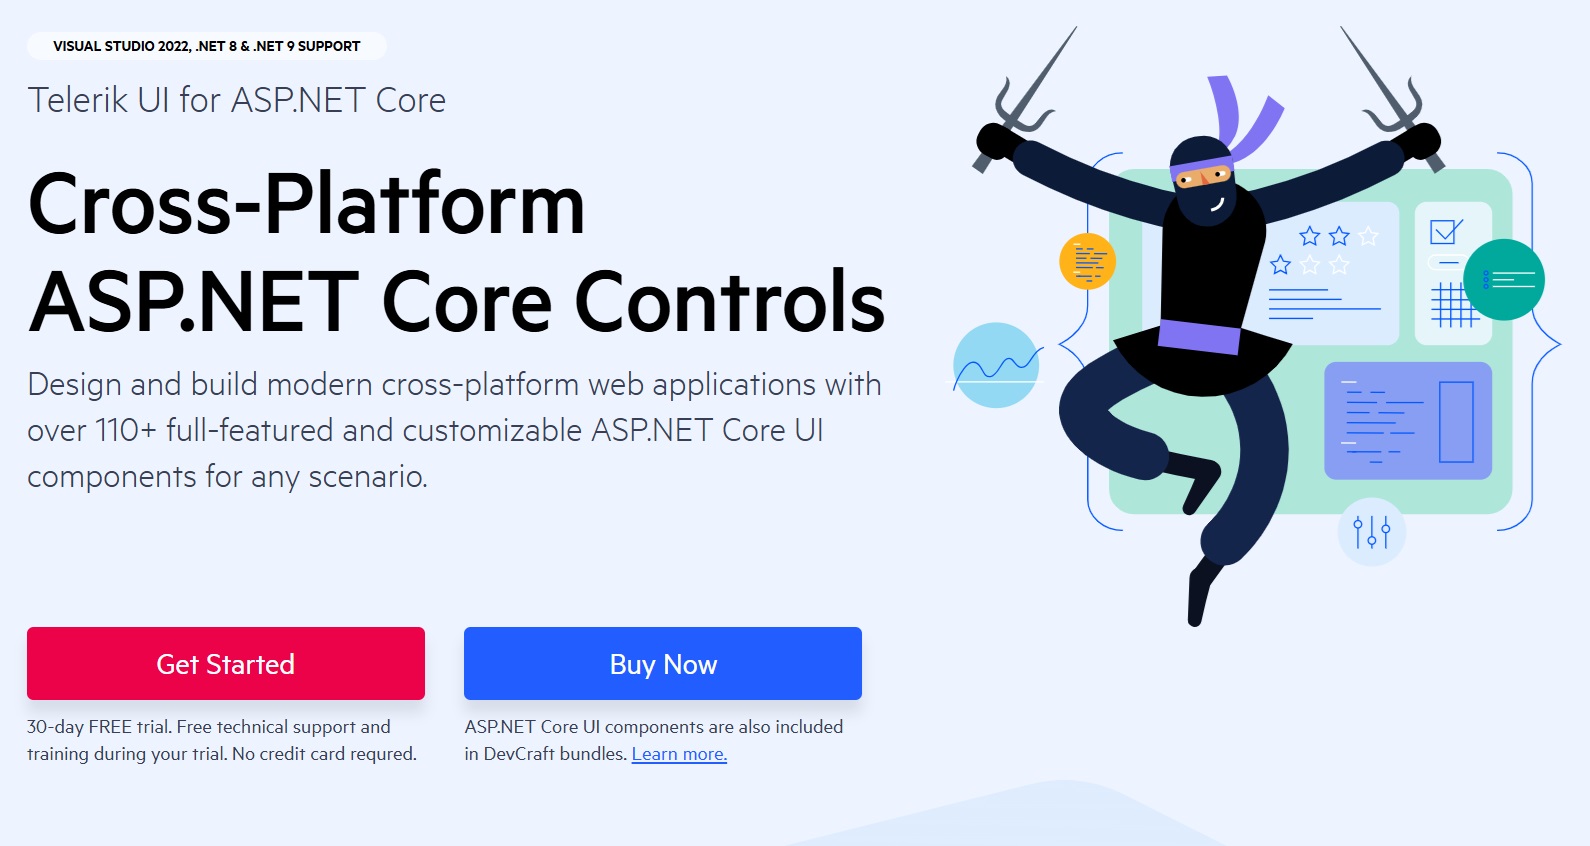 VISUAL STUDIO 2022, .NET 8 & .NET 9 SUPPORT
Telerik UI for ASP.NET Core
Cross-Platform
ASP.NET Core Controls
Design and build modern cross-platform web applications with
over 110+ full-featured and customizable ASP.NET Core UI
components for any scenario.
Get Started
Buy Now
30-day FREE trial. Free technical support and
training during your trial. No credit card requred.
ASP.NET Core UI components are also included
in DevCraft bundles. Learn more.